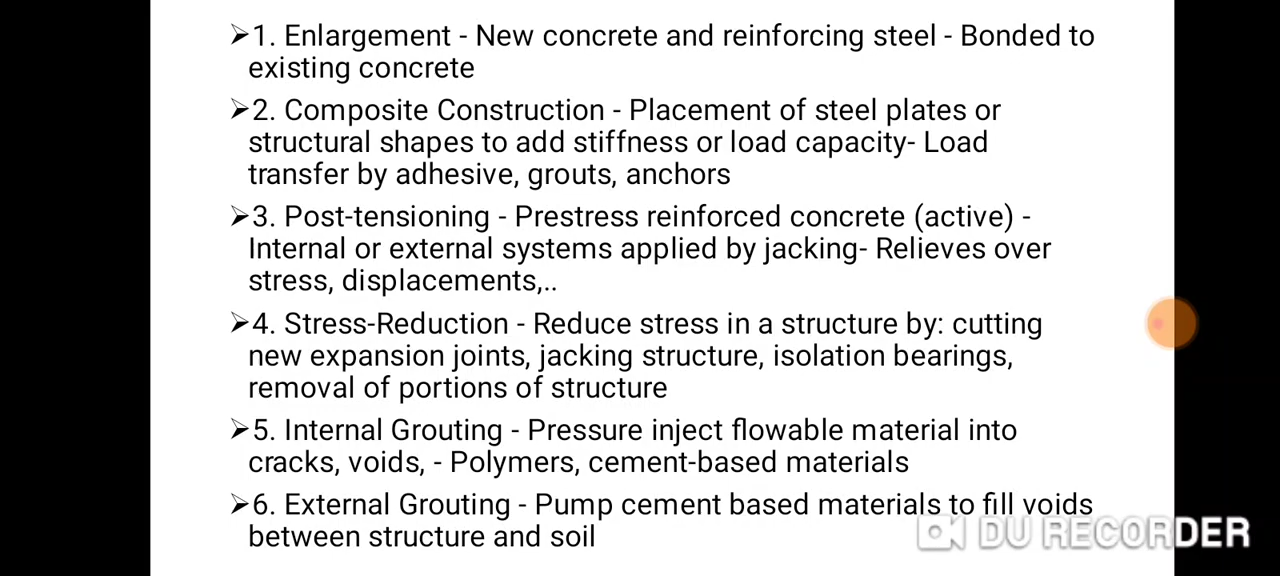 ➢1. Enlargement - New concrete and reinforcing steel - Bonded to
existing concrete
➢2. Composite Construction - Placement of steel plates or
structural shapes to add stiffness or load capacity- Load
transfer by adhesive, grouts, anchors
➢3. Post-tensioning - Prestress reinforced concrete (active) -
Internal or external systems applied by jacking- Relieves over
stress, displacements,..
➢4. Stress-Reduction - Reduce stress in a structure by: cutting
new expansion joints, jacking structure, isolation bearings,
removal of portions of structure
➢5. Internal Grouting - Pressure inject flowable material into
cracks, voids, - Polymers, cement-based materials
➢6. External Grouting - Pump cement based materials to fill voids
between structure and soil
DU RECORDER